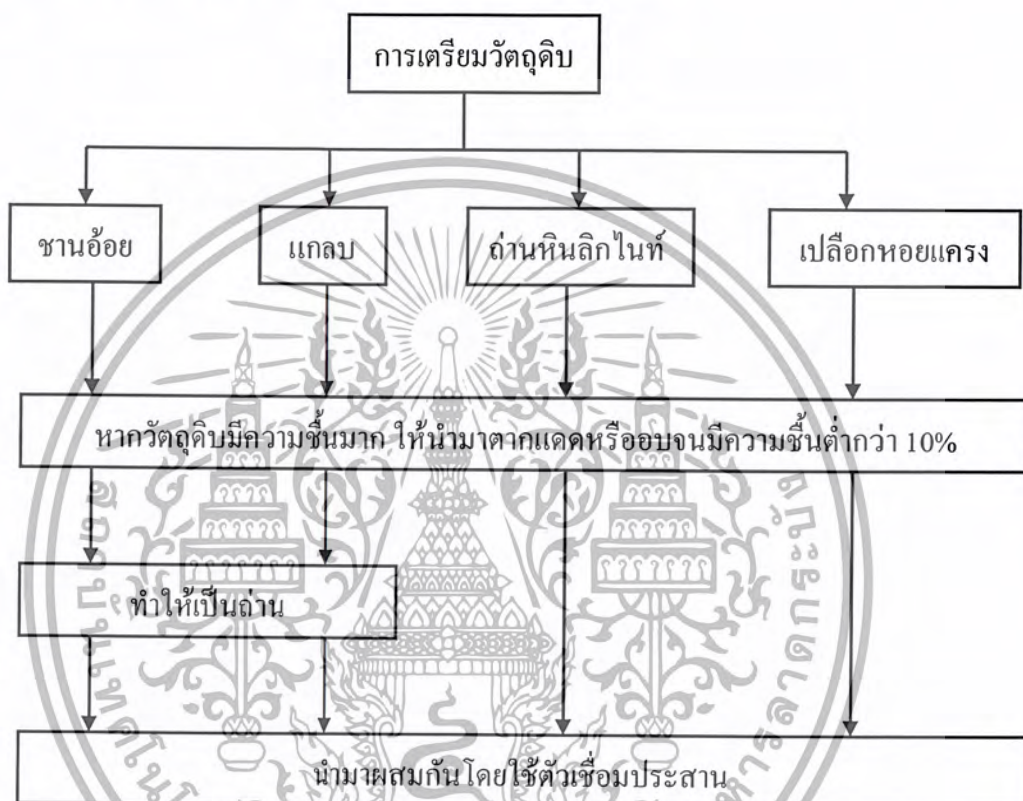 การเตรียมวัตถุดิบ
ชานอ้อย
แกลบ
ถ่านหินลิกไนท์
เปลือกหอยแครง
หากวัตถุดิบมีความชื้นมาก ให้นำมาตากแดดหรืออบจนมีความชื้นต่ำกว่า 10%
ทำให้เป็นถ่าน
นำมาผสมกันโดยใช้ตัวเชื่อมประสาน